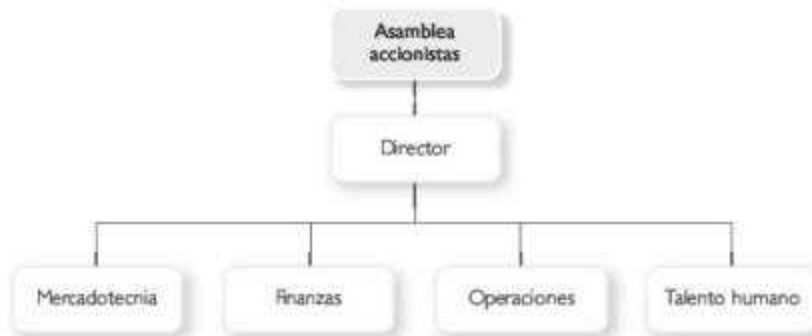 Asamblea
accionistas
Director
Mercadotecnia
Finanzas
Operaciones
Talento humano